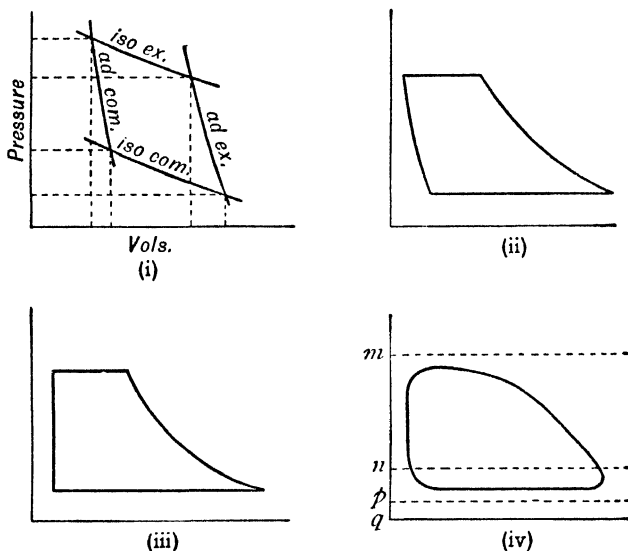 iso ex.
ad com.
ad ex.
iso com.
Pressure
Vols.
(i)
(ii)
(iii)
m
n
p
q
(iv)